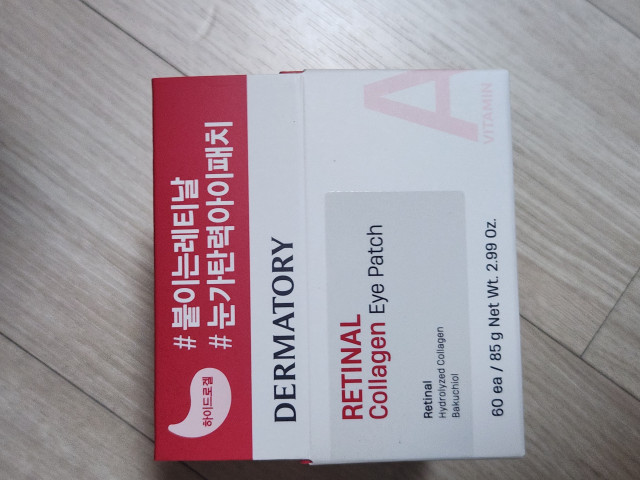 #붙이는레티날
#눈가탄력아이패치
하이드로겔
DERMATORY
A
VITAMIN
RETINAL
Collagen Eye Patch
Retinal
Hydrolyzed Collagen
Bakuchiol
60 ea / 85 g Net Wt. 2.99 Oz.